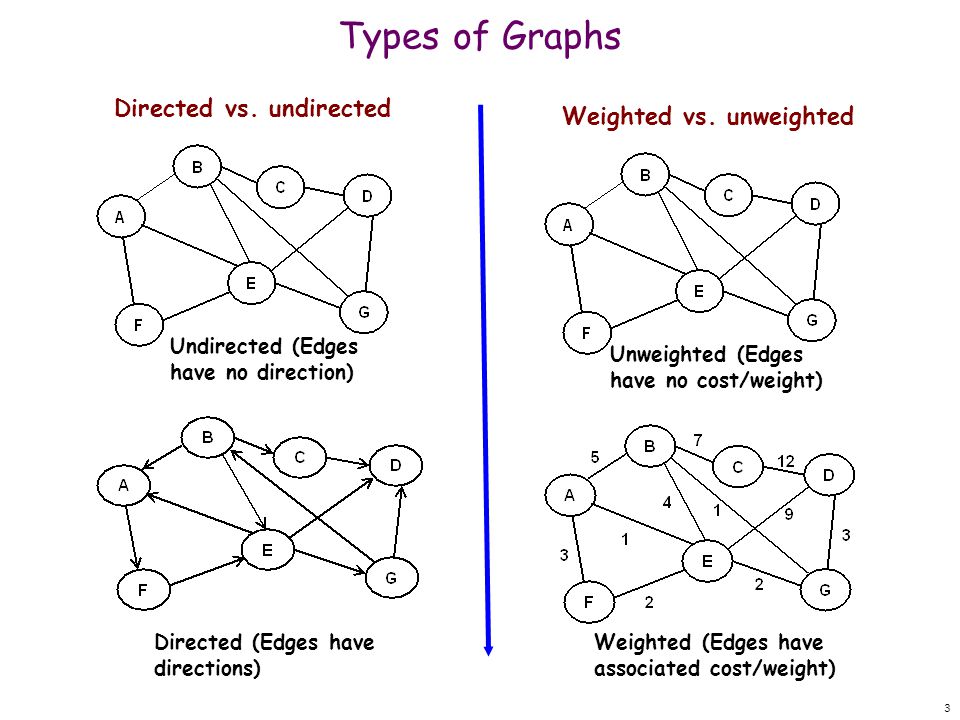 Types of Graphs
Directed vs. undirected
B
C
D
A
E
G
F
Undirected (Edges
have no direction)
B
C
D
A
E
G
F
Directed (Edges have
directions)
Weighted vs. unweighted
B
C
D
A
E
G
F
Unweighted (Edges
have no cost/weight)
B
7
C
12
D
5
A
4
1
9
1
3
3
E
2
G
F
2
Weighted (Edges have
associated cost/weight)
3